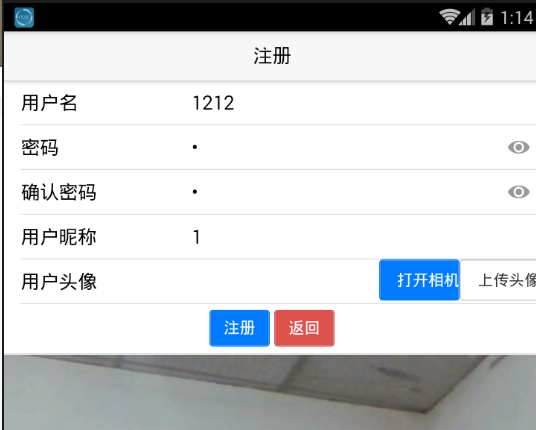 1:14
注册
用户名 1212
密码 •
确认密码 •
用户昵称 1
用户头像 打开相机 上传头像
注册 返回